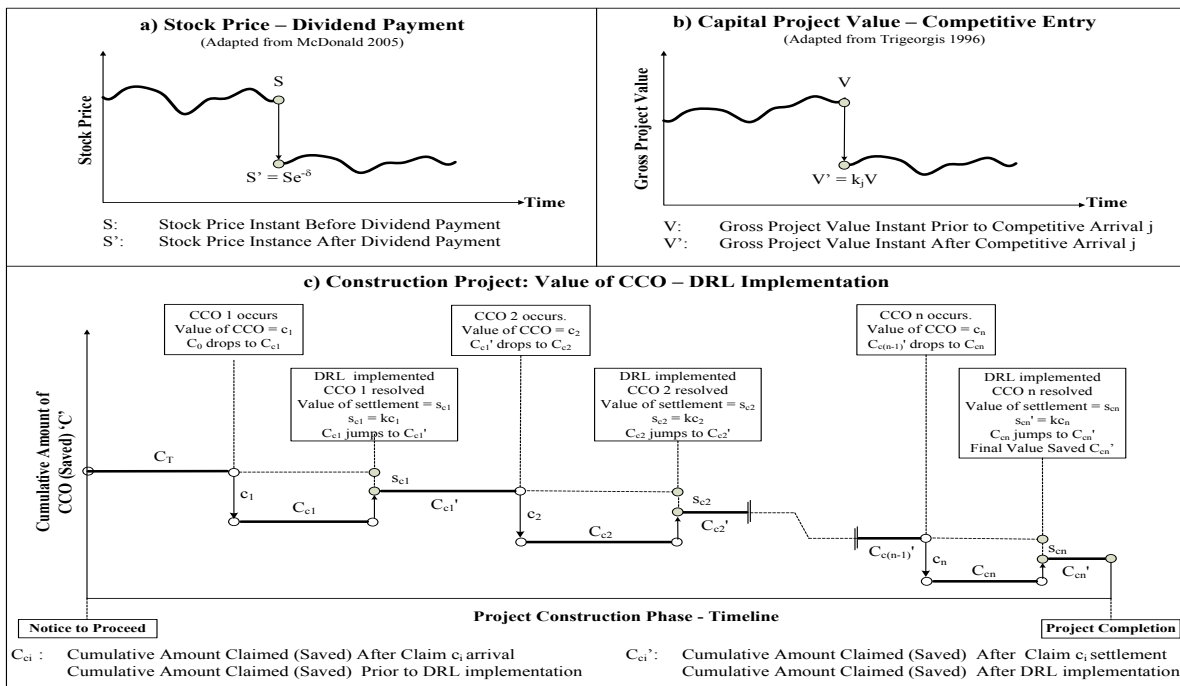 a) Stock Price – Dividend Payment
(Adapted from McDonald 2005)
Stock Price
S
S' = Se^-δ
Time
S: Stock Price Instant Before Dividend Payment
S’: Stock Price Instance After Dividend Payment
b) Capital Project Value – Competitive Entry
(Adapted from Trigeorgis 1996)
Gross Project Value
V
V’ = kjV
Time
V: Gross Project Value Instant Prior to Competitive Arrival j
V’: Gross Project Value Instant After Competitive Arrival j
c) Construction Project: Value of CCO – DRL Implementation
CCO 1 occurs
Value of CCO = c1
C0 drops to Cc1
DRL implemented
CCO 1 resolved
Value of settlement = sc1
sc1 = kc1
Cc1 jumps to Cc1'
CCO 2 occurs.
Value of CCO = c2
Cc1' drops to Cc2
DRL implemented
CCO 2 resolved
Value of settlement = sc2
sc2 = kc2
Cc2 jumps to Cc2'
CCO n occurs.
Value of CCO = cn
Cc(n-1)' drops to Ccn
DRL implemented
CCO n resolved
Value of settlement = scn
scn' = kcn
Ccn jumps to Ccn’
Final Value Saved Ccn’
Cumulative Amount of
CCO (Saved) ‘C’
CT
c1
Cc1
sc1
Cc1'
c2
Cc2
sc2
Cc2'
Cc(n-1)'
cn
Ccn
scn
Ccn'
Project Construction Phase - Timeline
Notice to Proceed
Project Completion
Cci : Cumulative Amount Claimed (Saved) After Claim ci arrival
Cumulative Amount Claimed (Saved) Prior to DRL implementation
Cci’: Cumulative Amount Claimed (Saved) After Claim ci settlement
Cumulative Amount Claimed (Saved) After DRL implementation